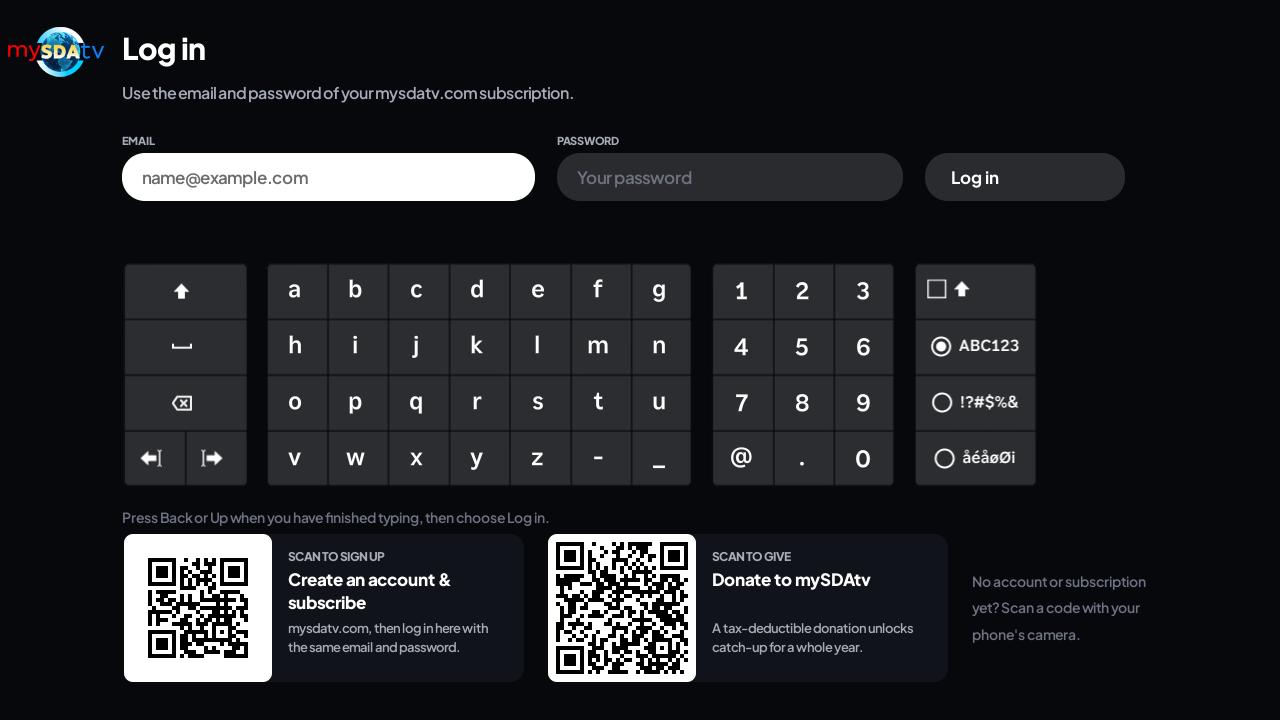 mySDAtv
Log in
Use the email and password of your mysdatv.com subscription.
EMAIL
PASSWORD
name@example.com
Your password
Log in
a b c d e f g
1 2 3
h i j k l m n
4 5 6
ABC123
o p q r s t u
7 8 9
!?#$%&
v w x y z - _
@ . 0
åéåøØi
Press Back or Up when you have finished typing, then choose Log in.
SCAN TO SIGN UP
Create an account &
subscribe
mysdatv.com, then log in here with
the same email and password.
SCAN TO GIVE
Donate to mySDAtv
A tax-deductible donation unlocks
catch-up for a whole year.
No account or subscription
yet? Scan a code with your
phone's camera.